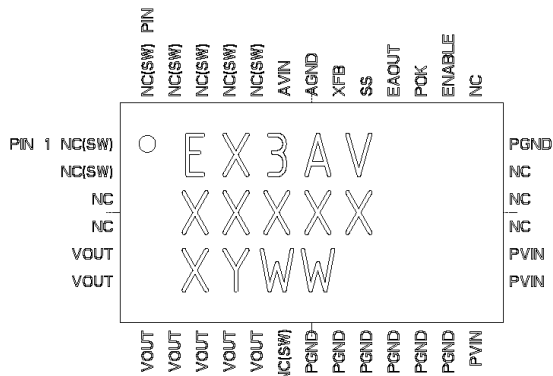 PIN
NC(SW) NC(SW) NC(SW) NC(SW) NC(SW) AVIN AGND XFB SS EAOUT POK ENABLE NC
PIN 1 NC(SW)
NC(SW)
NC
NC
VOUT
VOUT
EX3AV
XXXXX
XYWW
PGND
NC
NC
NC
PVIN
PVIN
VOUT VOUT VOUT VOUT VOUT NC(SW) PGND PGND PGND PGND PGND PGND PVIN